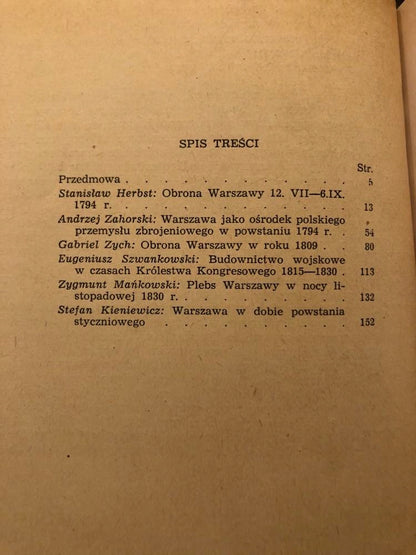 SPIS TREŚCI
Str.
Przedmowa . . . . . . . . . . . . . 5
Stanisław Herbst: Obrona Warszawy 12. VII—6.IX.
1794 r. . . . . . . . . . . . . 13
Andrzej Zahorski: Warszawa jako ośrodek polskiego
przemysłu zbrojeniowego w powstaniu 1794 r. . . 54
Gabriel Zych: Obrona Warszawy w roku 1809 . . 80
Eugeniusz Szwankowski: Budownictwo wojskowe
w czasach Królestwa Kongresowego 1815—1830 . 113
Zygmunt Mańkowski: Plebs Warszawy w nocy li-
stopadowej 1830 r. . . . . . . . . 132
Stefan Kieniewicz: Warszawa w dobie powstania
styczniowego . . . . . . . . . . 152